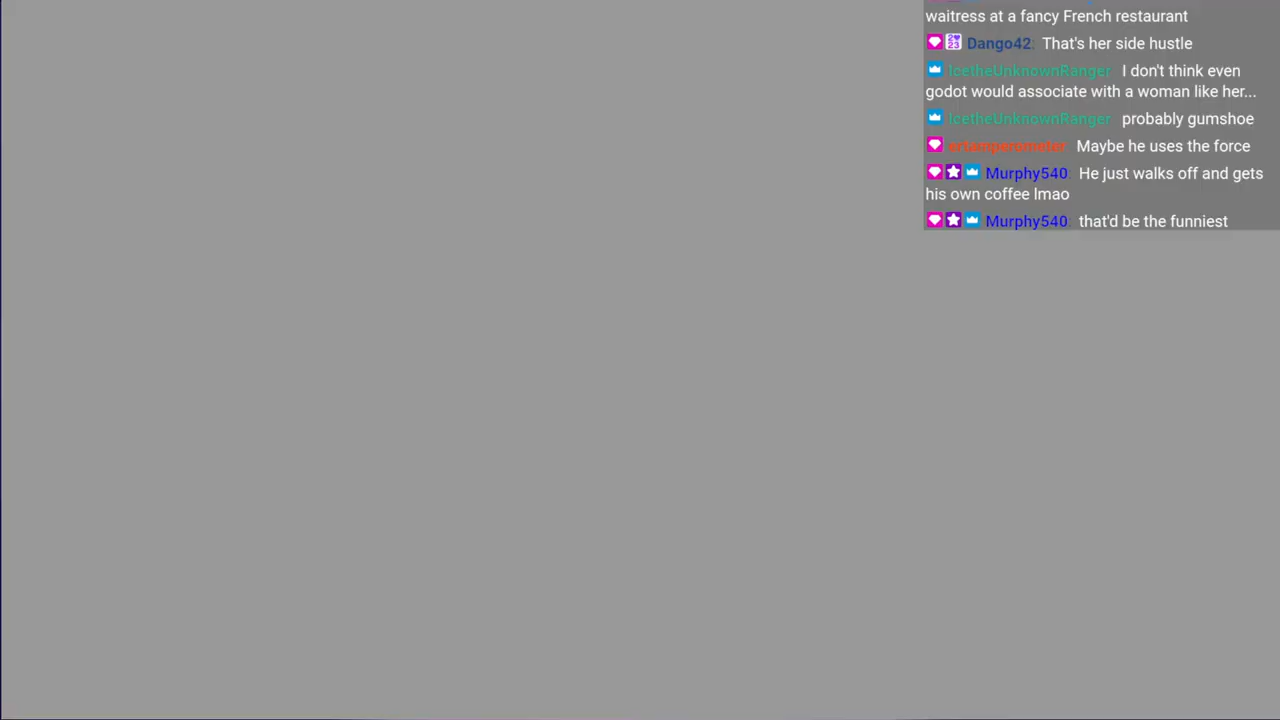 waitress at a fancy French restaurant
Dango42: That's her side hustle
IcetheUnknownRanger: I don't think even
godot would associate with a woman like her...
IcetheUnknownRanger: probably gumshoe
Maybe he uses the force
Murphy540: He just walks off and gets
his own coffee lmao
Murphy540: that'd be the funniest